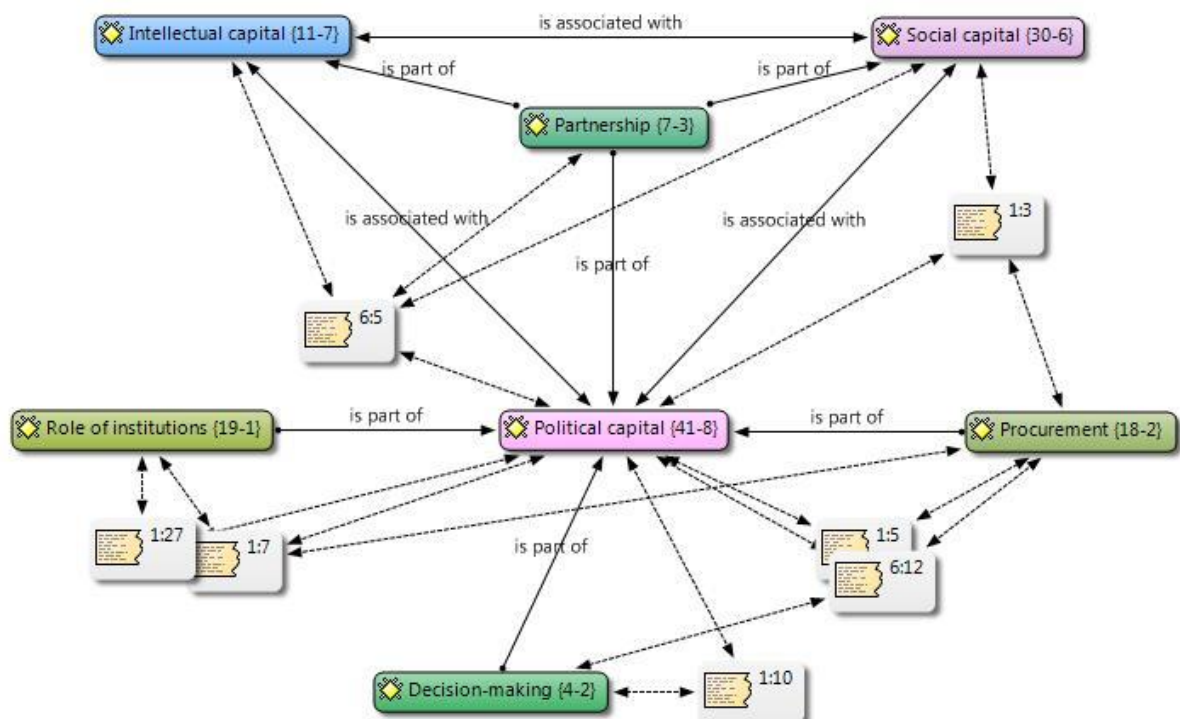 is associated with
Intellectual capital {11-7}
Social capital {30-6}
is part of
is part of
Partnership {7-3}
1:3
is associated with
is associated with
is part of
6:5
is part of
is part of
Role of institutions {19-1}
Political capital {41-8}
Procurement {18-2}
1:27
1:7
1:5
is part of
6:12
1:10
Decision-making {4-2}